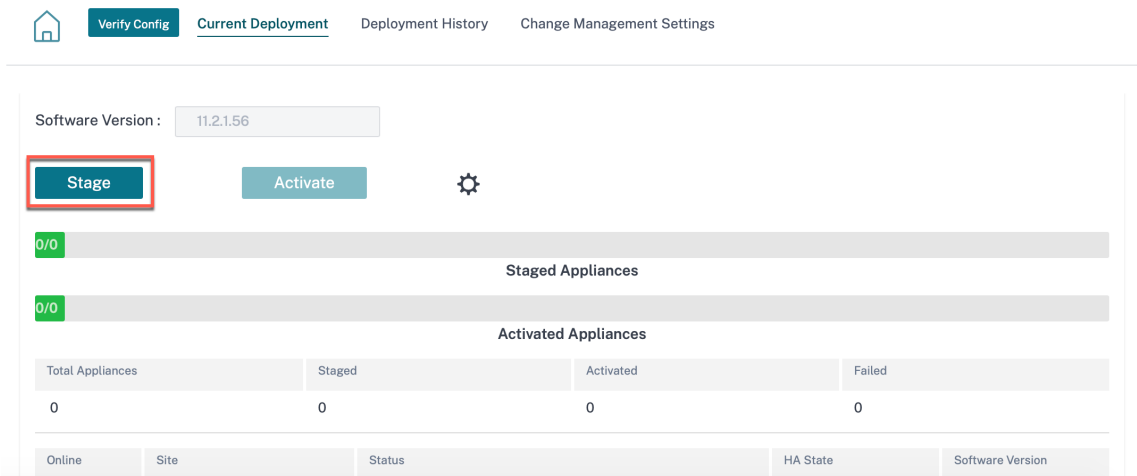 Verify Config Current Deployment Deployment History Change Management Settings
Software Version : 11.2.1.56
Stage Activate
0/0
Staged Appliances
0/0
Activated Appliances
Total Appliances Staged Activated Failed
0 0 0 0
Online Site Status HA State Software Version